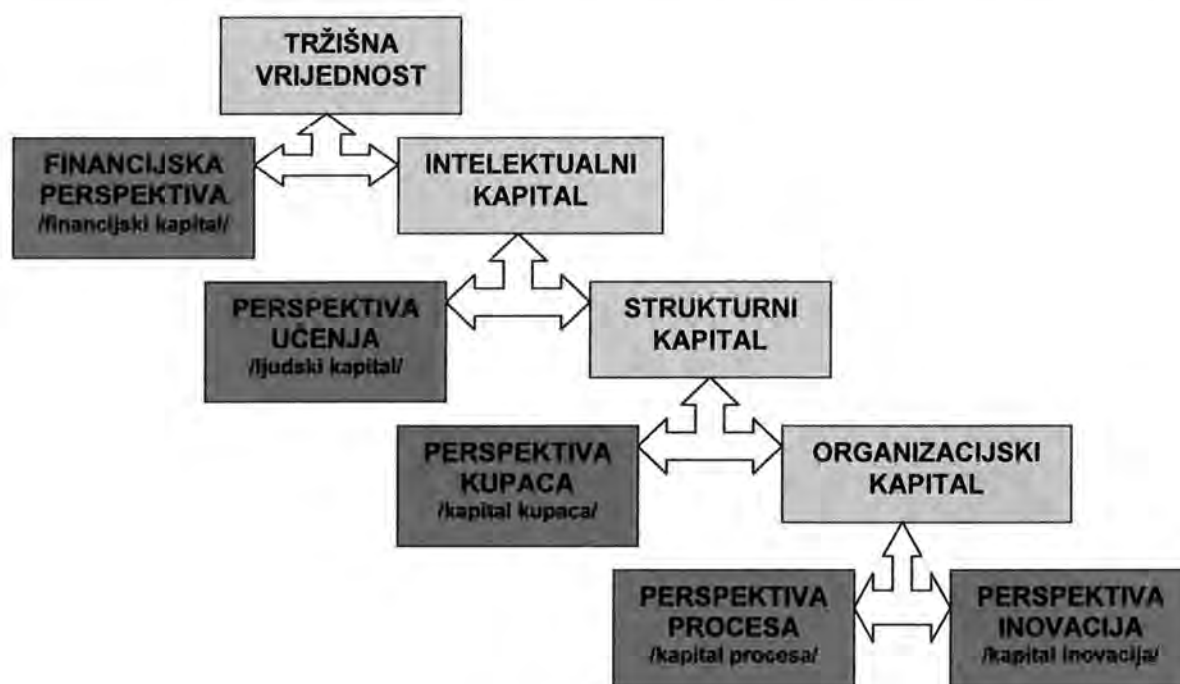 TRŽIŠNA
VRIJEDNOST
FINANCIJSKA
PERSPEKTIVA
/financijski kapital/
INTELEKTUALNI
KAPITAL
PERSPEKTIVA
UČENJA
/ljudski kapital/
STRUKTURNI
KAPITAL
PERSPEKTIVA
KUPACA
/kapital kupaca/
ORGANIZACIJSKI
KAPITAL
PERSPEKTIVA
PROCESA
/kapital procesa/
PERSPEKTIVA
INOVACIJA
/kapital inovacija/